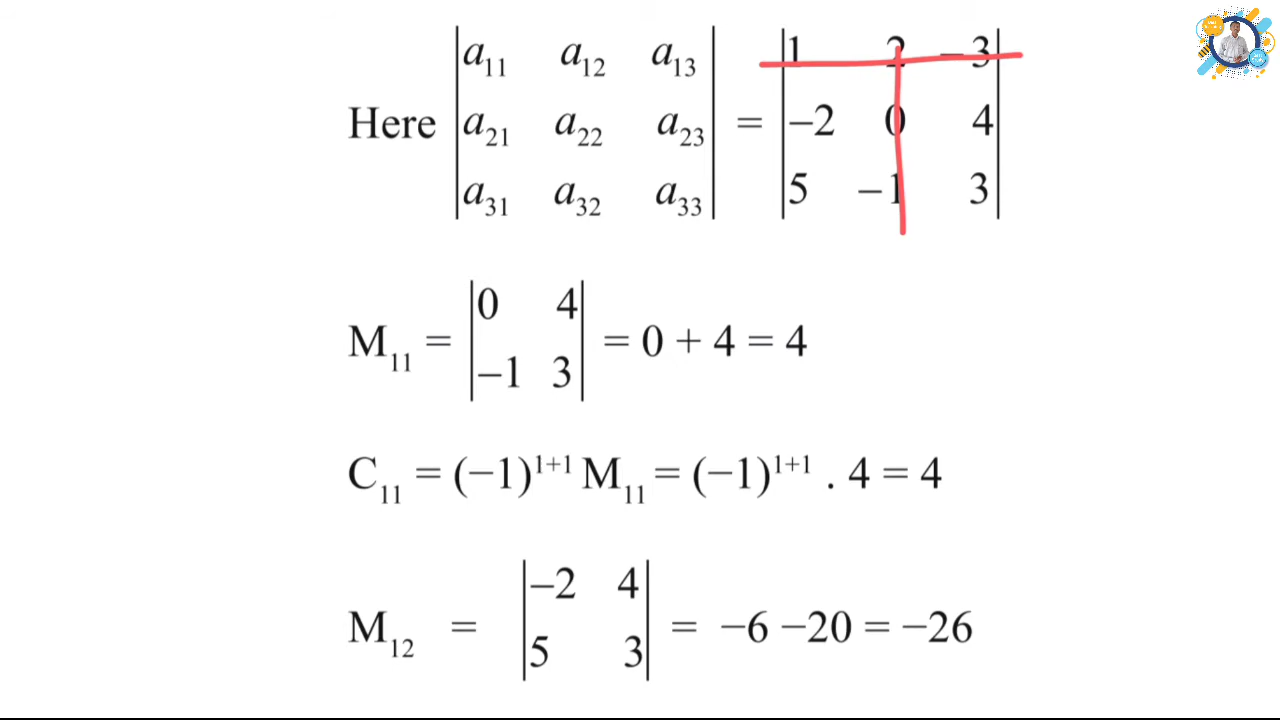 Here |a₁₁ a₁₂ a₁₃| = |1 2 −3|
|a₂₁ a₂₂ a₂₃| |−2 0 4|
|a₃₁ a₃₂ a₃₃| |5 −1 3|
M₁₁ = |0 4| = 0 + 4 = 4
|−1 3|
C₁₁ = (−1)¹⁺¹ M₁₁ = (−1)¹⁺¹ . 4 = 4
M₁₂ = |−2 4| = −6 −20 = −26
|5 3|